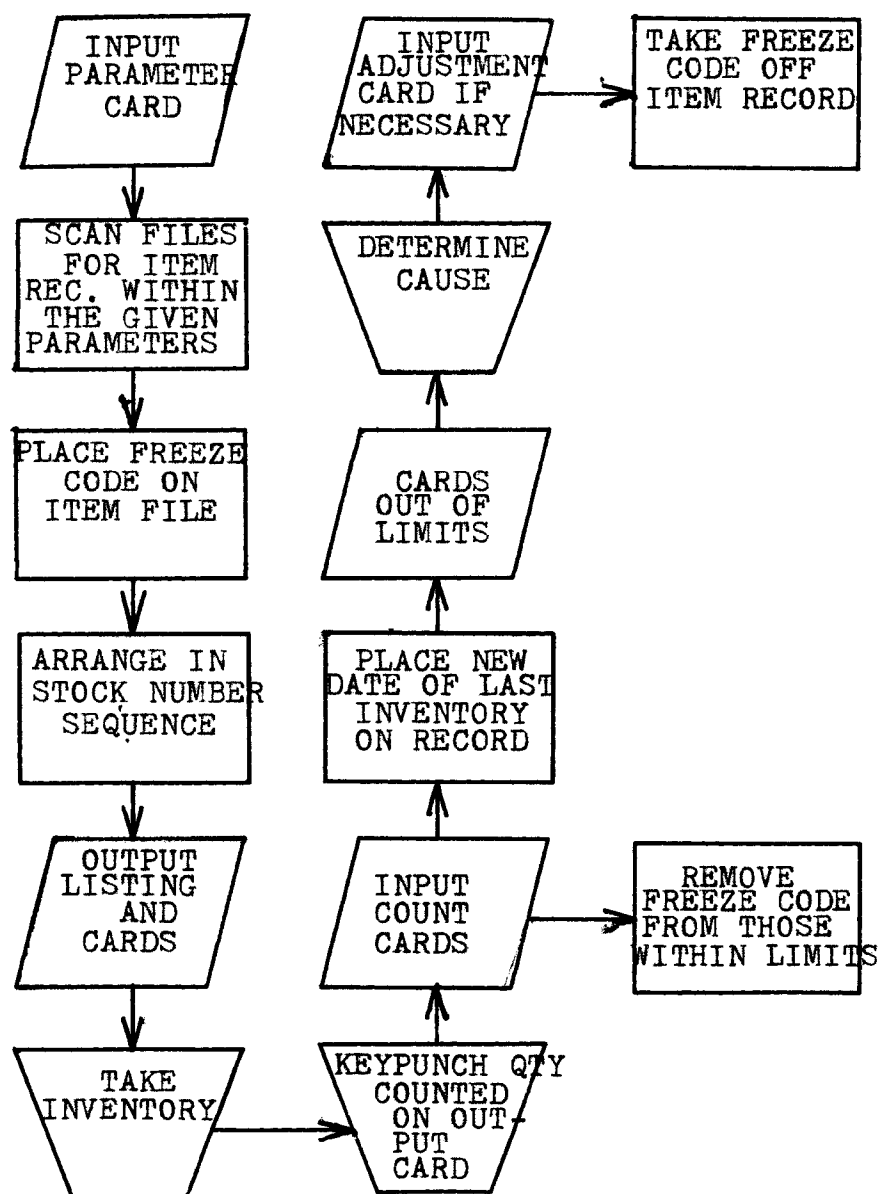 INPUT
PARAMETER
CARD
SCAN FILES
FOR ITEM
REC. WITHIN
THE GIVEN
PARAMETERS
PLACE FREEZE
CODE ON
ITEM FILE
ARRANGE IN
STOCK NUMBER
SEQUENCE
OUTPUT
LISTING
AND
CARDS
TAKE
INVENTORY
KEYPUNCH QTY
COUNTED
ON OUT-
PUT
CARD
INPUT
COUNT
CARDS
REMOVE
FREEZE CODE
FROM THOSE
WITHIN LIMITS
PLACE NEW
DATE OF LAST
INVENTORY
ON RECORD
CARDS
OUT OF
LIMITS
DETERMINE
CAUSE
INPUT
ADJUSTMENT
CARD IF
NECESSARY
TAKE FREEZE
CODE OFF
ITEM RECORD